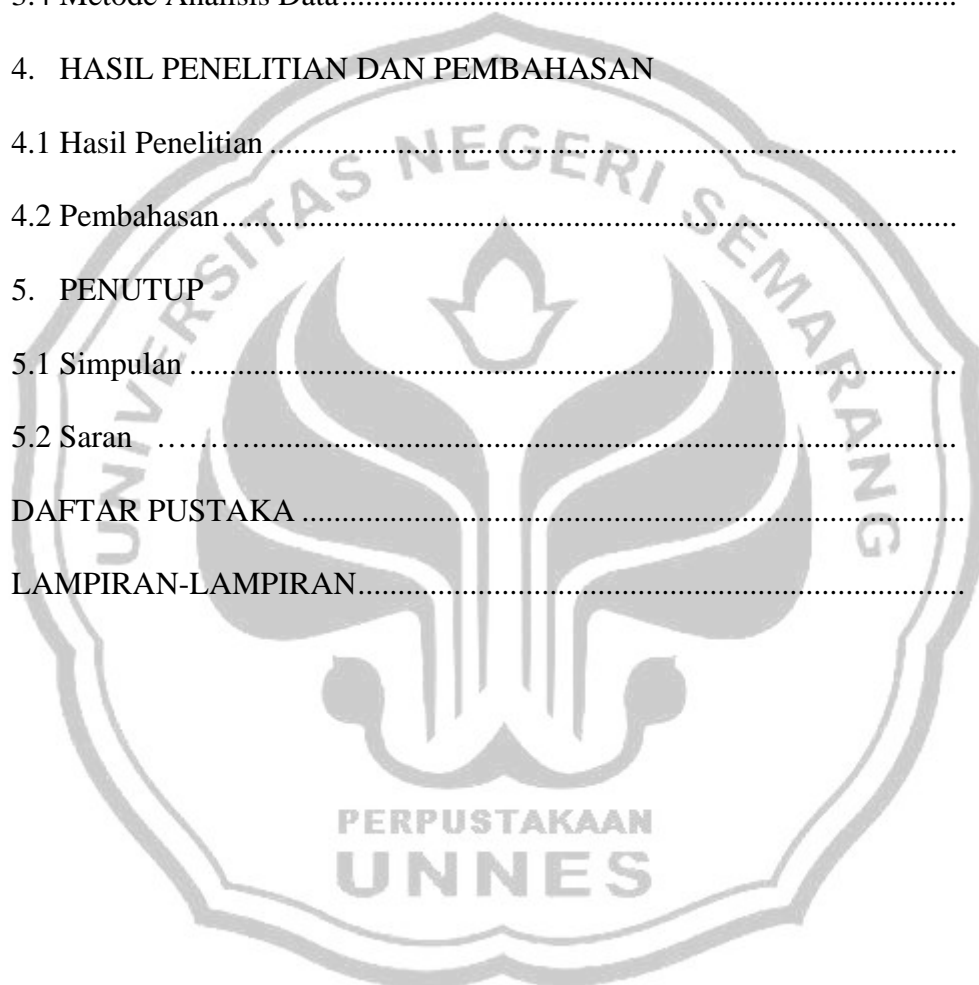 3.4 Metode Analisis Data..............................................................................
4. HASIL PENELITIAN DAN PEMBAHASAN
4.1 Hasil Penelitian .......................................................................................
4.2 Pembahasan.............................................................................................
5. PENUTUP
5.1 Simpulan .................................................................................................
5.2 Saran ………...........................................................................................
DAFTAR PUSTAKA ....................................................................................
LAMPIRAN-LAMPIRAN.............................................................................
UNIVERSITAS NEGERI SEMARANG
PERPUSTAKAAN
UNNES